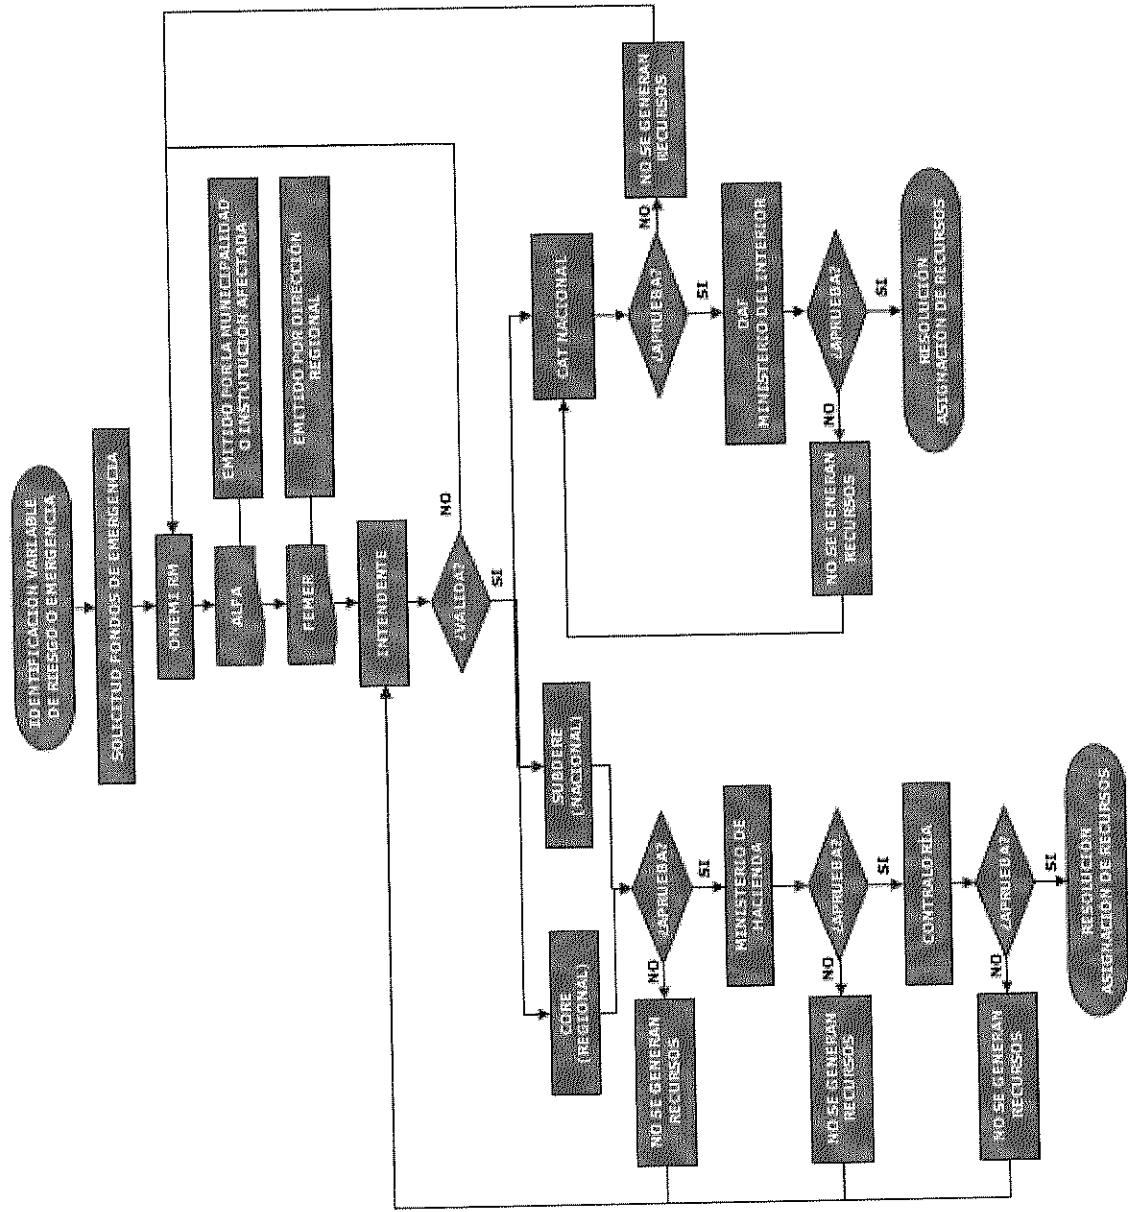 IDENTIFICACIÓN VARIABLE
DE RIESGO O EMERGENCIA
SOLICITUD FONDOS DE EMERGENCIA
ONEMI RM
ALFA
EMITIDO POR LA MUNICIPALIDAD
O INSTUTUCIÓN AFECTADA
FEMER
EMITIDO POR DIRECCIÓN
REGIONAL
INTENDENTE
¿VALIDA?
NO
SI
CORE
(REGIONAL)
SUBDERE
(NACIONAL)
¿APRUEBA?
NO
SI
NO SE GENERAN
RECURSOS
MINISTERIO DE
HACIENDA
¿APRUEBA?
NO
SI
NO SE GENERAN
RECURSOS
CONTRALORÍA
¿APRUEBA?
NO
SI
NO SE GENERAN
RECURSOS
RESOLUCIÓN
ASIGNACIÓN DE RECURSOS
CAT NACIONAL
¿APRUEBA?
NO
SI
NO SE GENERAN
RECURSOS
DAF
MINISTERIO DEL INTERIOR
¿APRUEBA?
NO
SI
NO SE GENERAN
RECURSOS
RESOLUCIÓN
ASIGNACIÓN DE RECURSOS